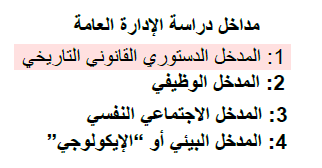 مداخل دراسة الإدارة العامة
1: المدخل الدستوري القانوني التاريخي
2: المدخل الوظيفي
3: المدخل الاجتماعي النفسي
4: المدخل البيئي أو “الإيكولوجي”